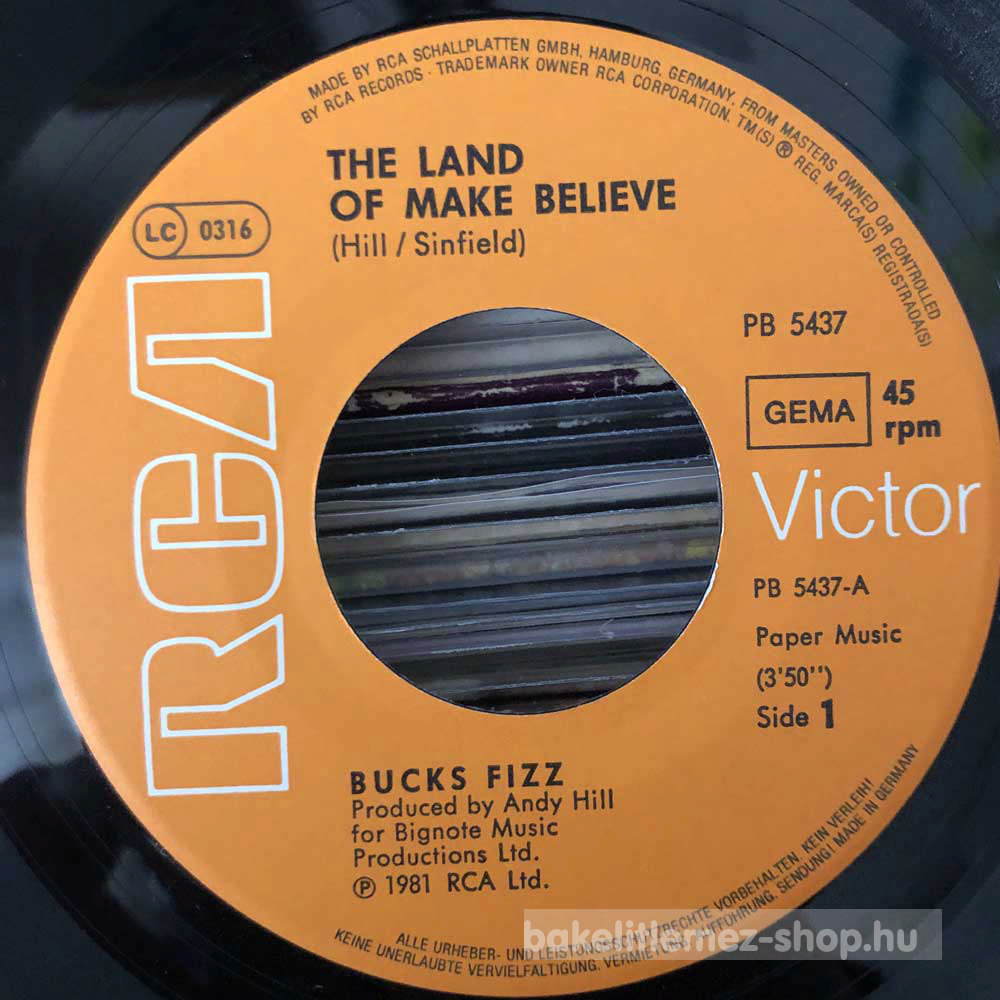 MADE BY RCA SCHALLPLATTEN GMBH, HAMBURG, GERMANY, FROM MASTERS OWNED OR CONTROLLED
BY RCA RECORDS · TRADEMARK OWNER RCA CORPORATION. TM(S) ® REG. MARCA(S) REGISTRADA(S)
THE LAND
OF MAKE BELIEVE
(Hill / Sinfield)
LC 0316
RCA
PB 5437
GEMA
45
rpm
Victor
PB 5437-A
Paper Music
(3'50'')
Side 1
BUCKS FIZZ
Produced by Andy Hill
for Bignote Music
Productions Ltd.
℗ 1981 RCA Ltd.
ALLE URHEBER- UND LEISTUNGSSCHUTZRECHTE VORBEHALTEN. KEIN VERLEIH!
KEINE UNERLAUBTE VERVIELFÄLTIGUNG. VERMIETUNG, AUFFÜHRUNG, SENDUNG! MADE IN GERMANY
bakelitlemez-shop.hu